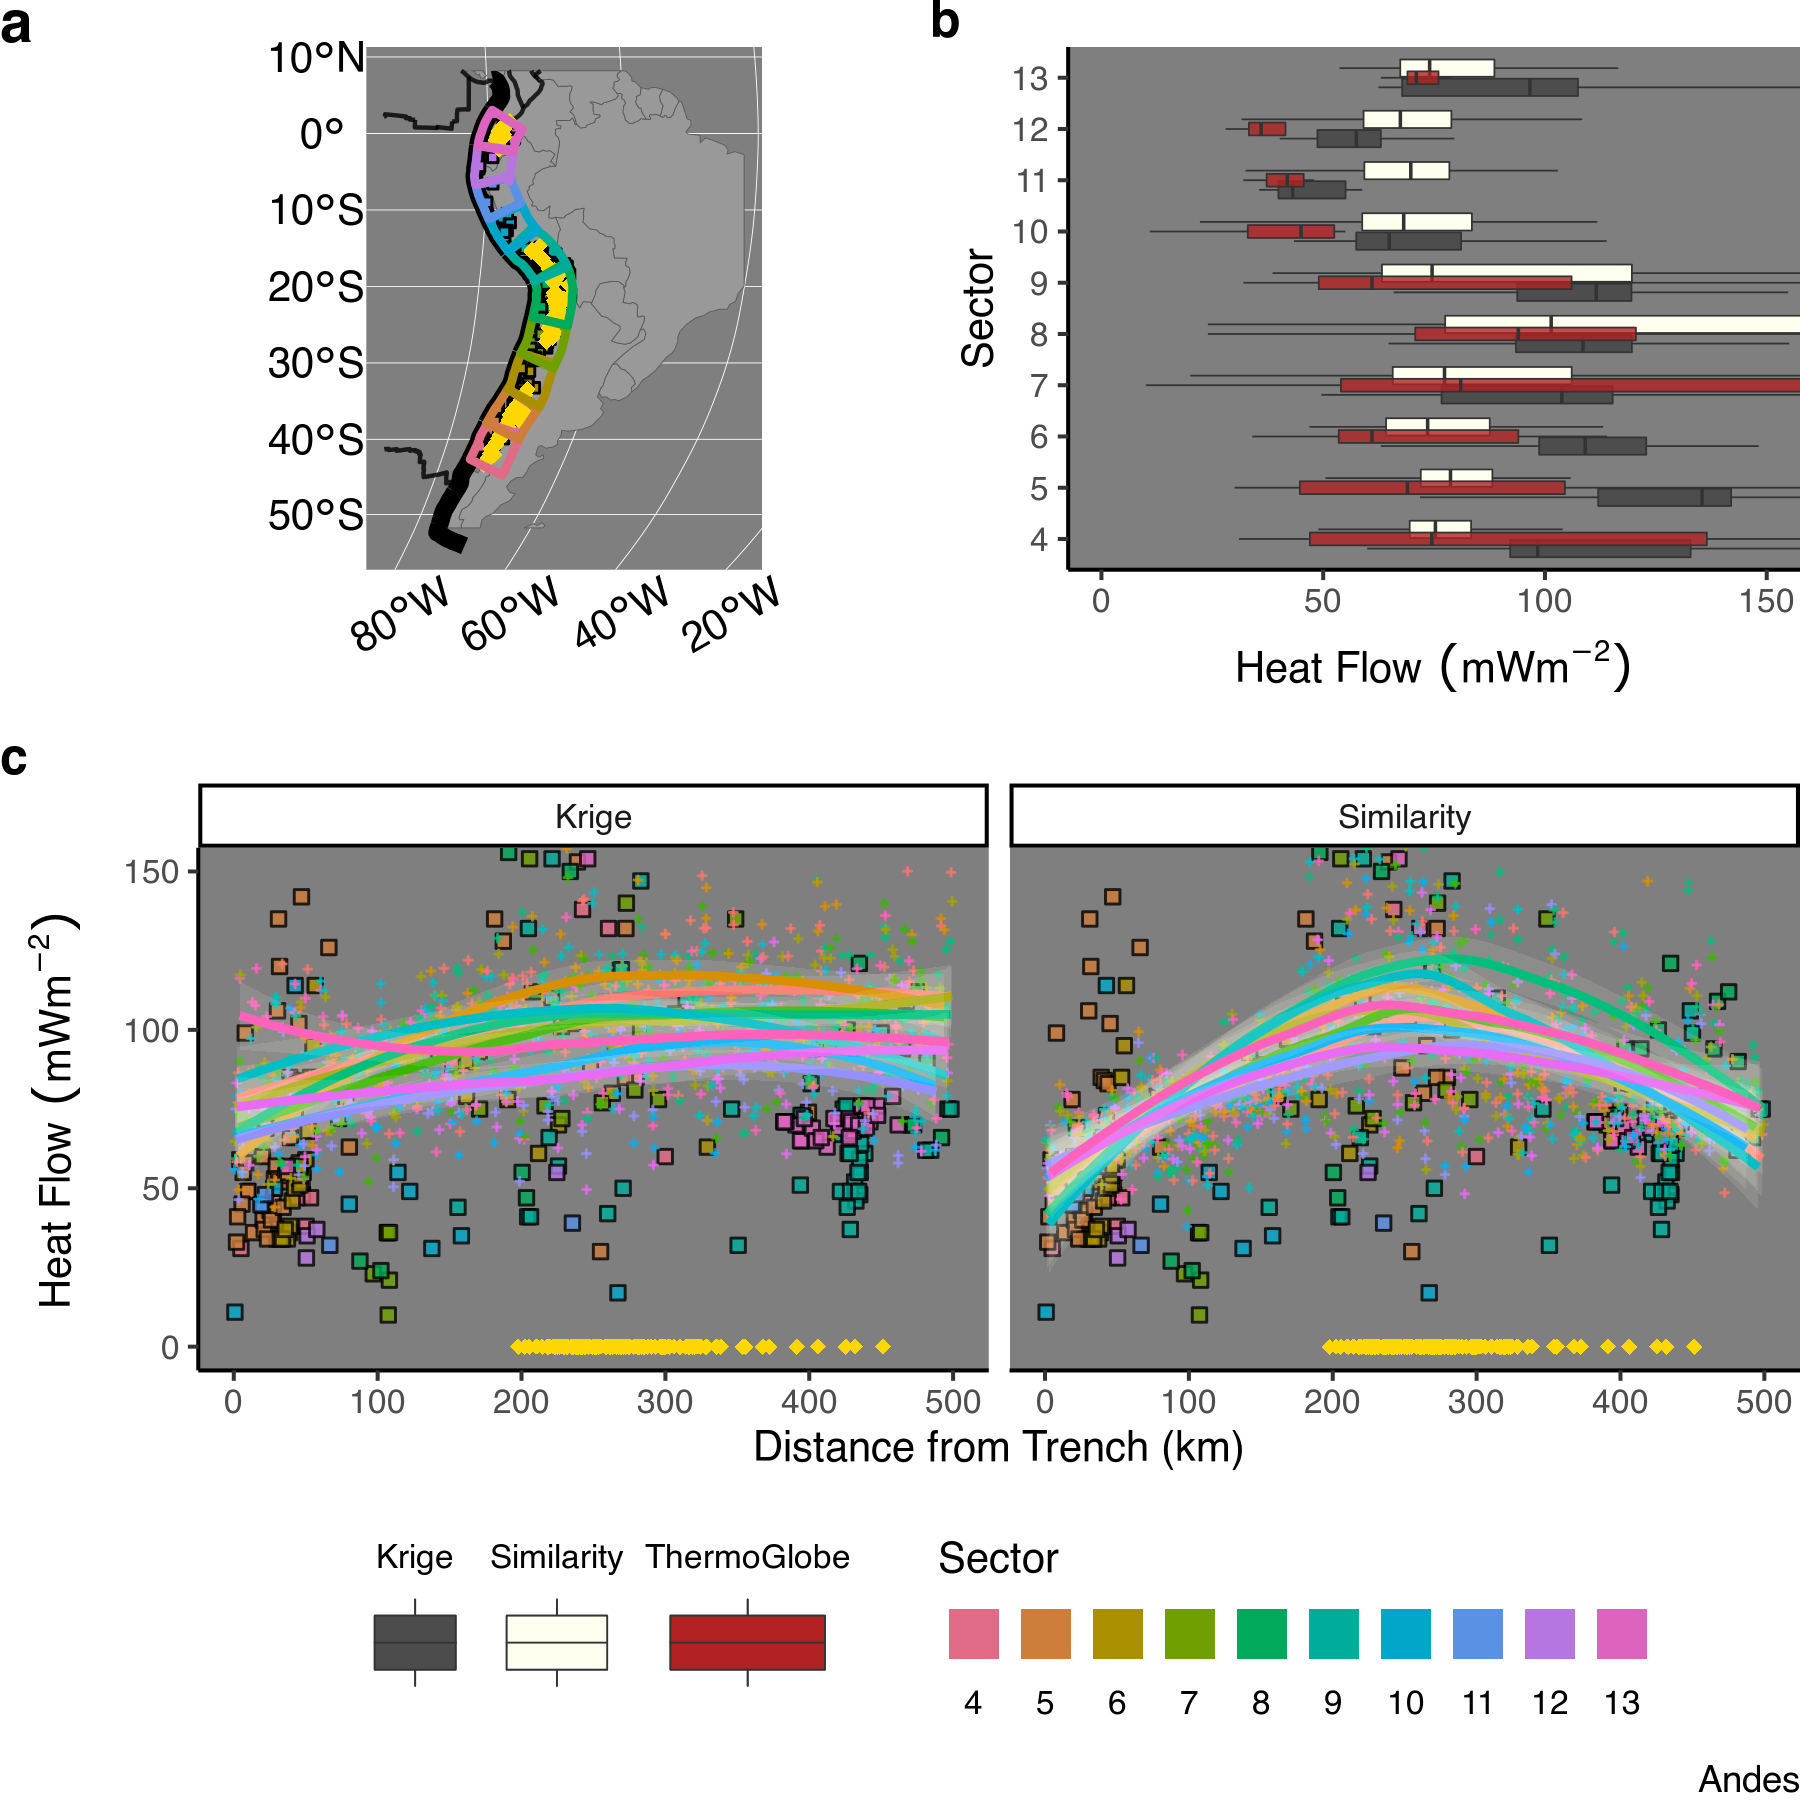 a
10°N
0°
10°S
20°S
30°S
40°S
50°S
80°W 60°W 40°W 20°W
b
Sector
13
12
11
10
9
8
7
6
5
4
0 50 100 150
Heat Flow (mWm−2)
c
Krige Similarity
Heat Flow (mWm−2)
150
100
50
0
0 100 200 300 400 500 0 100 200 300 400 500
Distance from Trench (km)
Krige Similarity ThermoGlobe
Sector
4 5 6 7 8 9 10 11 12 13
Andes